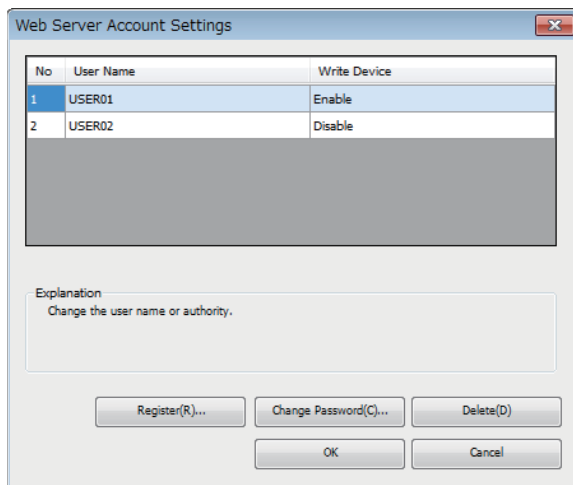 Web Server Account Settings
No User Name Write Device
1 USER01 Enable
2 USER02 Disable
Explanation
Change the user name or authority.
Register(R)... Change Password(C)... Delete(D)
OK Cancel